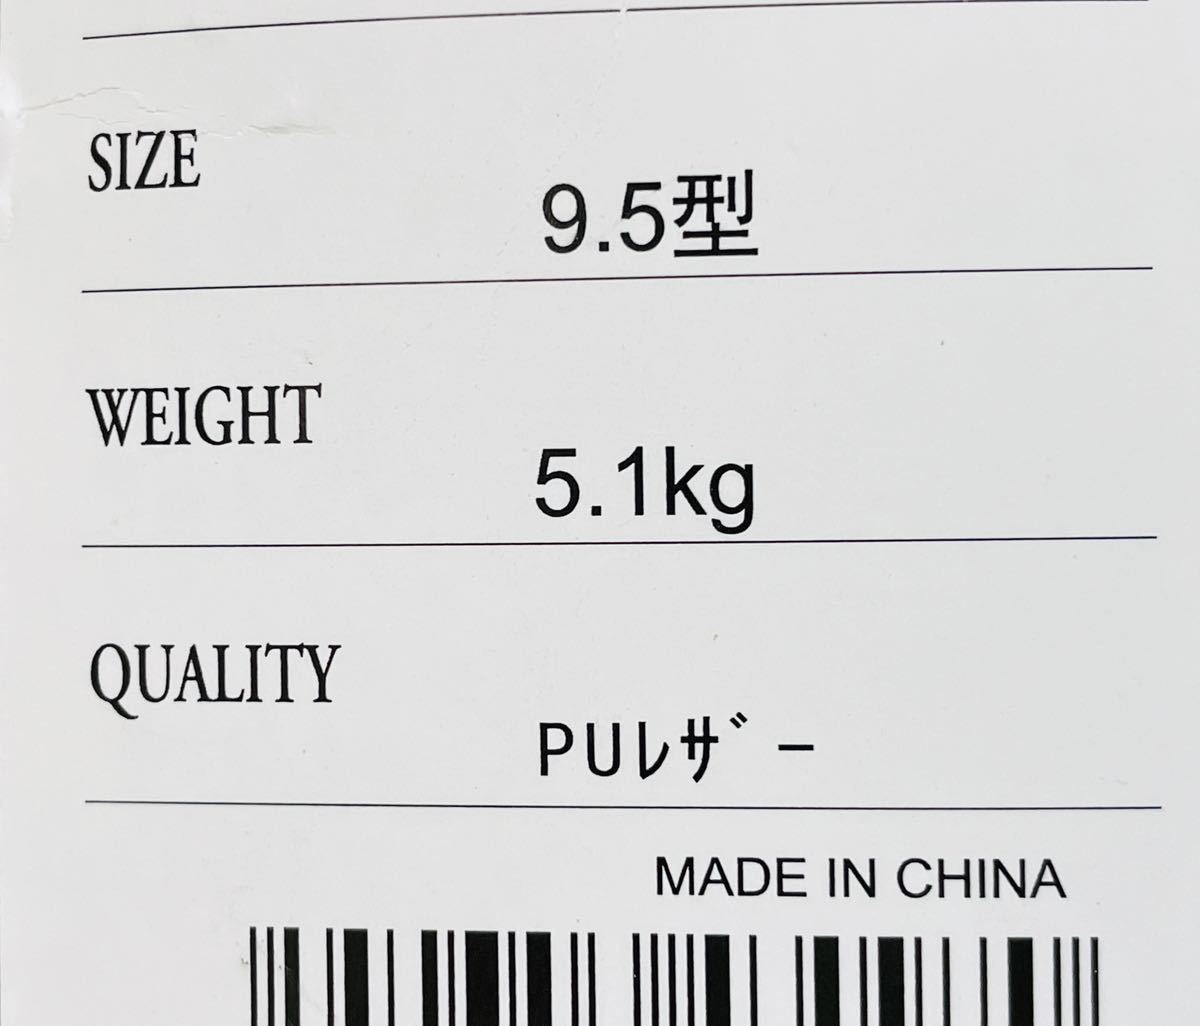 SIZE
9.5型
WEIGHT
5.1kg
QUALITY
PUﾚｻﾞｰ
MADE IN CHINA